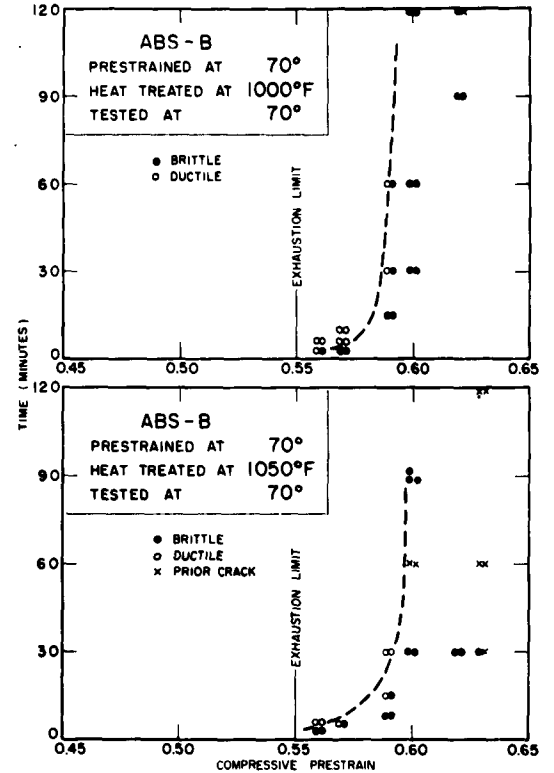 120
90
60
30
0
ABS-B
PRESTRAINED AT 70°
HEAT TREATED AT 1000°F
TESTED AT 70°
● BRITTLE
○ DUCTILE
EXHAUSTION LIMIT
0.45 0.50 0.55 0.60 0.65
TIME (MINUTES)
120
90
60
30
0
ABS-B
PRESTRAINED AT 70°
HEAT TREATED AT 1050°F
TESTED AT 70°
● BRITTLE
○ DUCTILE
× PRIOR CRACK
EXHAUSTION LIMIT
0.45 0.50 0.55 0.60 0.65
COMPRESSIVE PRESTRAIN